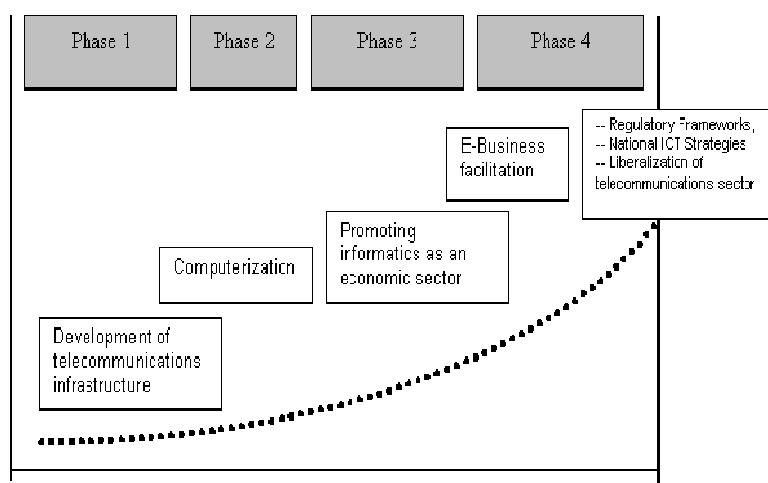 Phase 1
Phase 2
Phase 3
Phase 4
-- Regulatory Frameworks,
-- National ICT Strategies
-- Liberalization of
telecommunications sector
E-Business
facilitation
Promoting
informatics as an
economic sector
Computerization
Development of
telecommunications
infrastructure